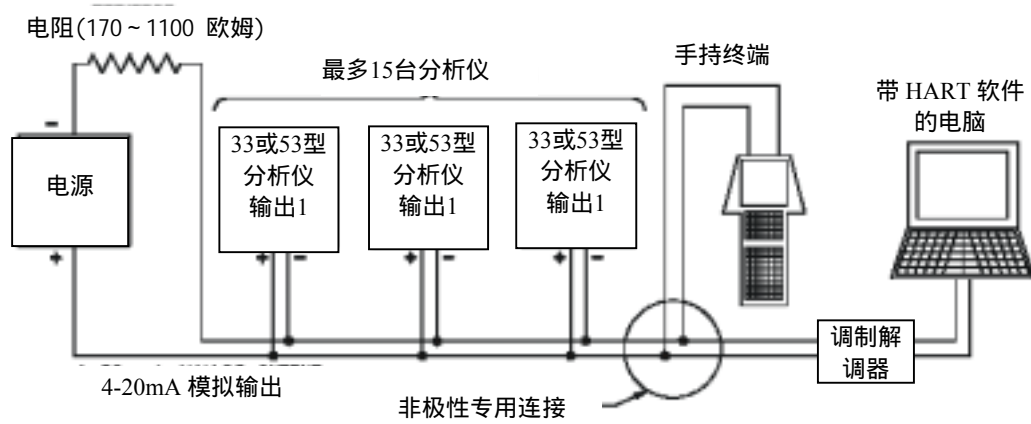 电阻(170～1100 欧姆)
最多15台分析仪
手持终端
带 HART 软件
的电脑
-
电源
+
33或53型
分析仪
输出1
+ -
33或53型
分析仪
输出1
+ -
33或53型
分析仪
输出1
+ -
调制解
调器
4-20mA 模拟输出
非极性专用连接